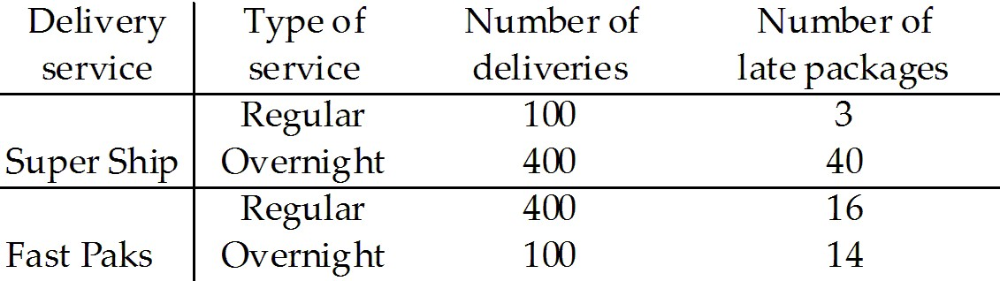 Delivery Type of Number of Number of
service service deliveries late packages
Regular 100 3
Super Ship Overnight 400 40
Regular 400 16
Fast Paks Overnight 100 14